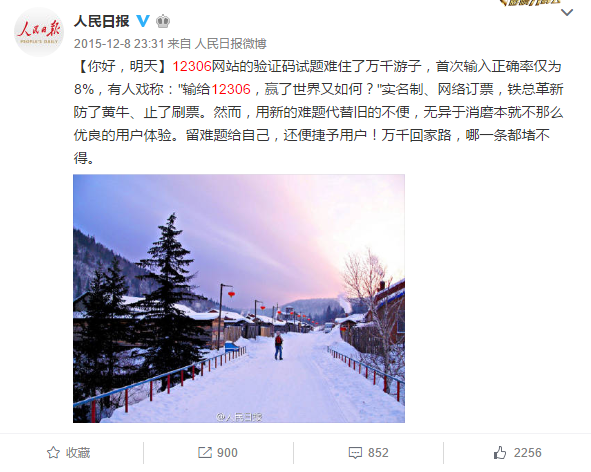 人民日报
PEOPLE'S DAILY
人民日报
2015-12-8 23:31 来自 人民日报微博
【你好，明天】12306网站的验证码试题难住了万千游子，首次输入正确率仅为
8%，有人戏称："输给12306，赢了世界又如何？"实名制、网络订票，铁总革新
防了黄牛、止了刷票。然而，用新的难题代替旧的不便，无异于消磨本就不那么
优良的用户体验。留难题给自己，还便捷予用户！万千回家路，哪一条都堵不
得。
@人民日报
收藏
900
852
2256